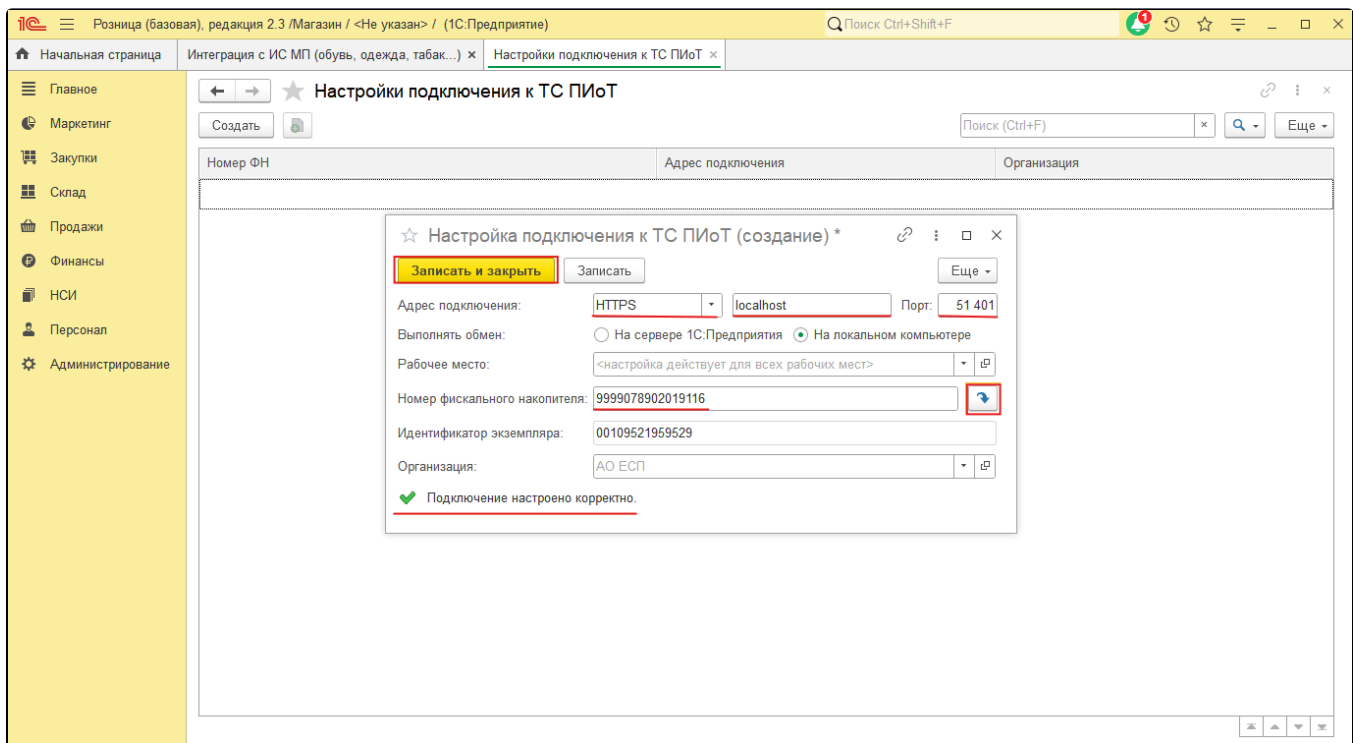 1С Розница (базовая), редакция 2.3 /Магазин / <Не указан> / (1С:Предприятие) Поиск Ctrl+Shift+F 1
Начальная страница Интеграция с ИС МП (обувь, одежда, табак...) × Настройки подключения к ТС ПИоТ ×
Главное
Настройки подключения к ТС ПИоТ
Маркетинг
Создать Поиск (Ctrl+F) × Еще
Закупки
Номер ФН Адрес подключения Организация
Склад
Продажи
Настройка подключения к ТС ПИоТ (создание) *
Финансы
Записать и закрыть Записать Еще
НСИ
Адрес подключения: HTTPS localhost Порт: 51 401
Персонал
Выполнять обмен: На сервере 1С:Предприятия На локальном компьютере
Администрирование
Рабочее место: <настройка действует для всех рабочих мест>
Номер фискального накопителя: 9999078902019116
Идентификатор экземпляра: 00109521959529
Организация: АО ЕСП
Подключение настроено корректно.